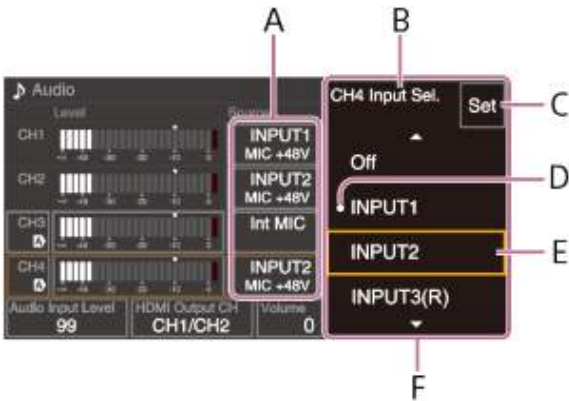 A
B
♪ Audio
CH4 Input Sel.
Set
C
Level
CH1
INPUT1
MIC +48V
Off
CH2
INPUT2
MIC +48V
D
INPUT1
CH3
Int MIC
INPUT2
E
CH4
INPUT2
MIC +48V
INPUT3(R)
Audio Input Level
99
HDMI Output CH
CH1/CH2
Volume
0
F